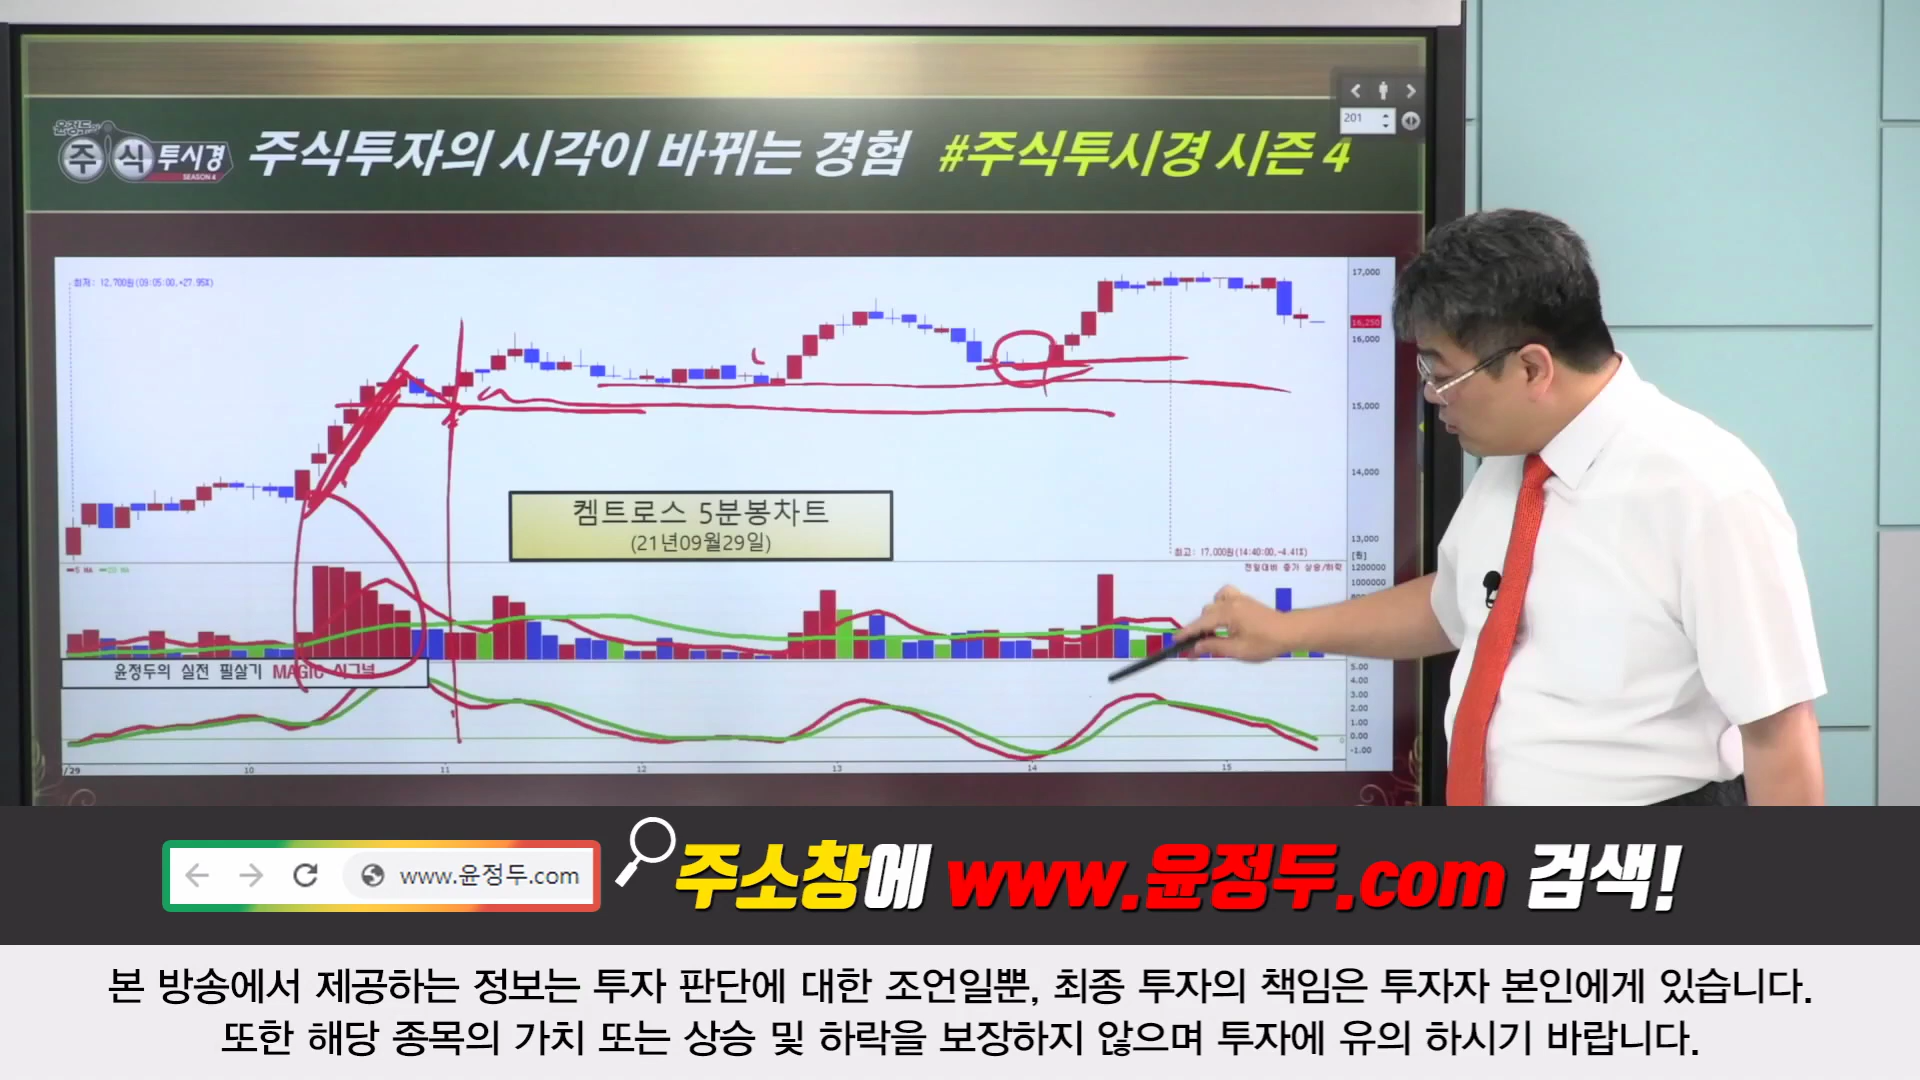 윤정두의
주식투시경
SEASON 4
주식투자의 시각이 바뀌는 경험 #주식투시경 시즌 4
201
최저: 12,700원(09:05:00,+27.95%)
17,000
16,250
16,000
15,000
14,000
13,000
켐트로스 5분봉차트
(21년09월29일)
최고: 17,000원(14:40:00,-4.41%)
[원]
5 MA 20 MA
전일대비 종가 상승/하락
1200000
1000000
윤정두의 실전 필살기 MAGIC 시그널
5.00
4.00
3.00
2.00
1.00
0.00
-1.00
0
/29 10 11 12 13 14 15
www.윤정두.com
주소창에 www.윤정두.com 검색!
본 방송에서 제공하는 정보는 투자 판단에 대한 조언일뿐, 최종 투자의 책임은 투자자 본인에게 있습니다.
또한 해당 종목의 가치 또는 상승 및 하락을 보장하지 않으며 투자에 유의 하시기 바랍니다.